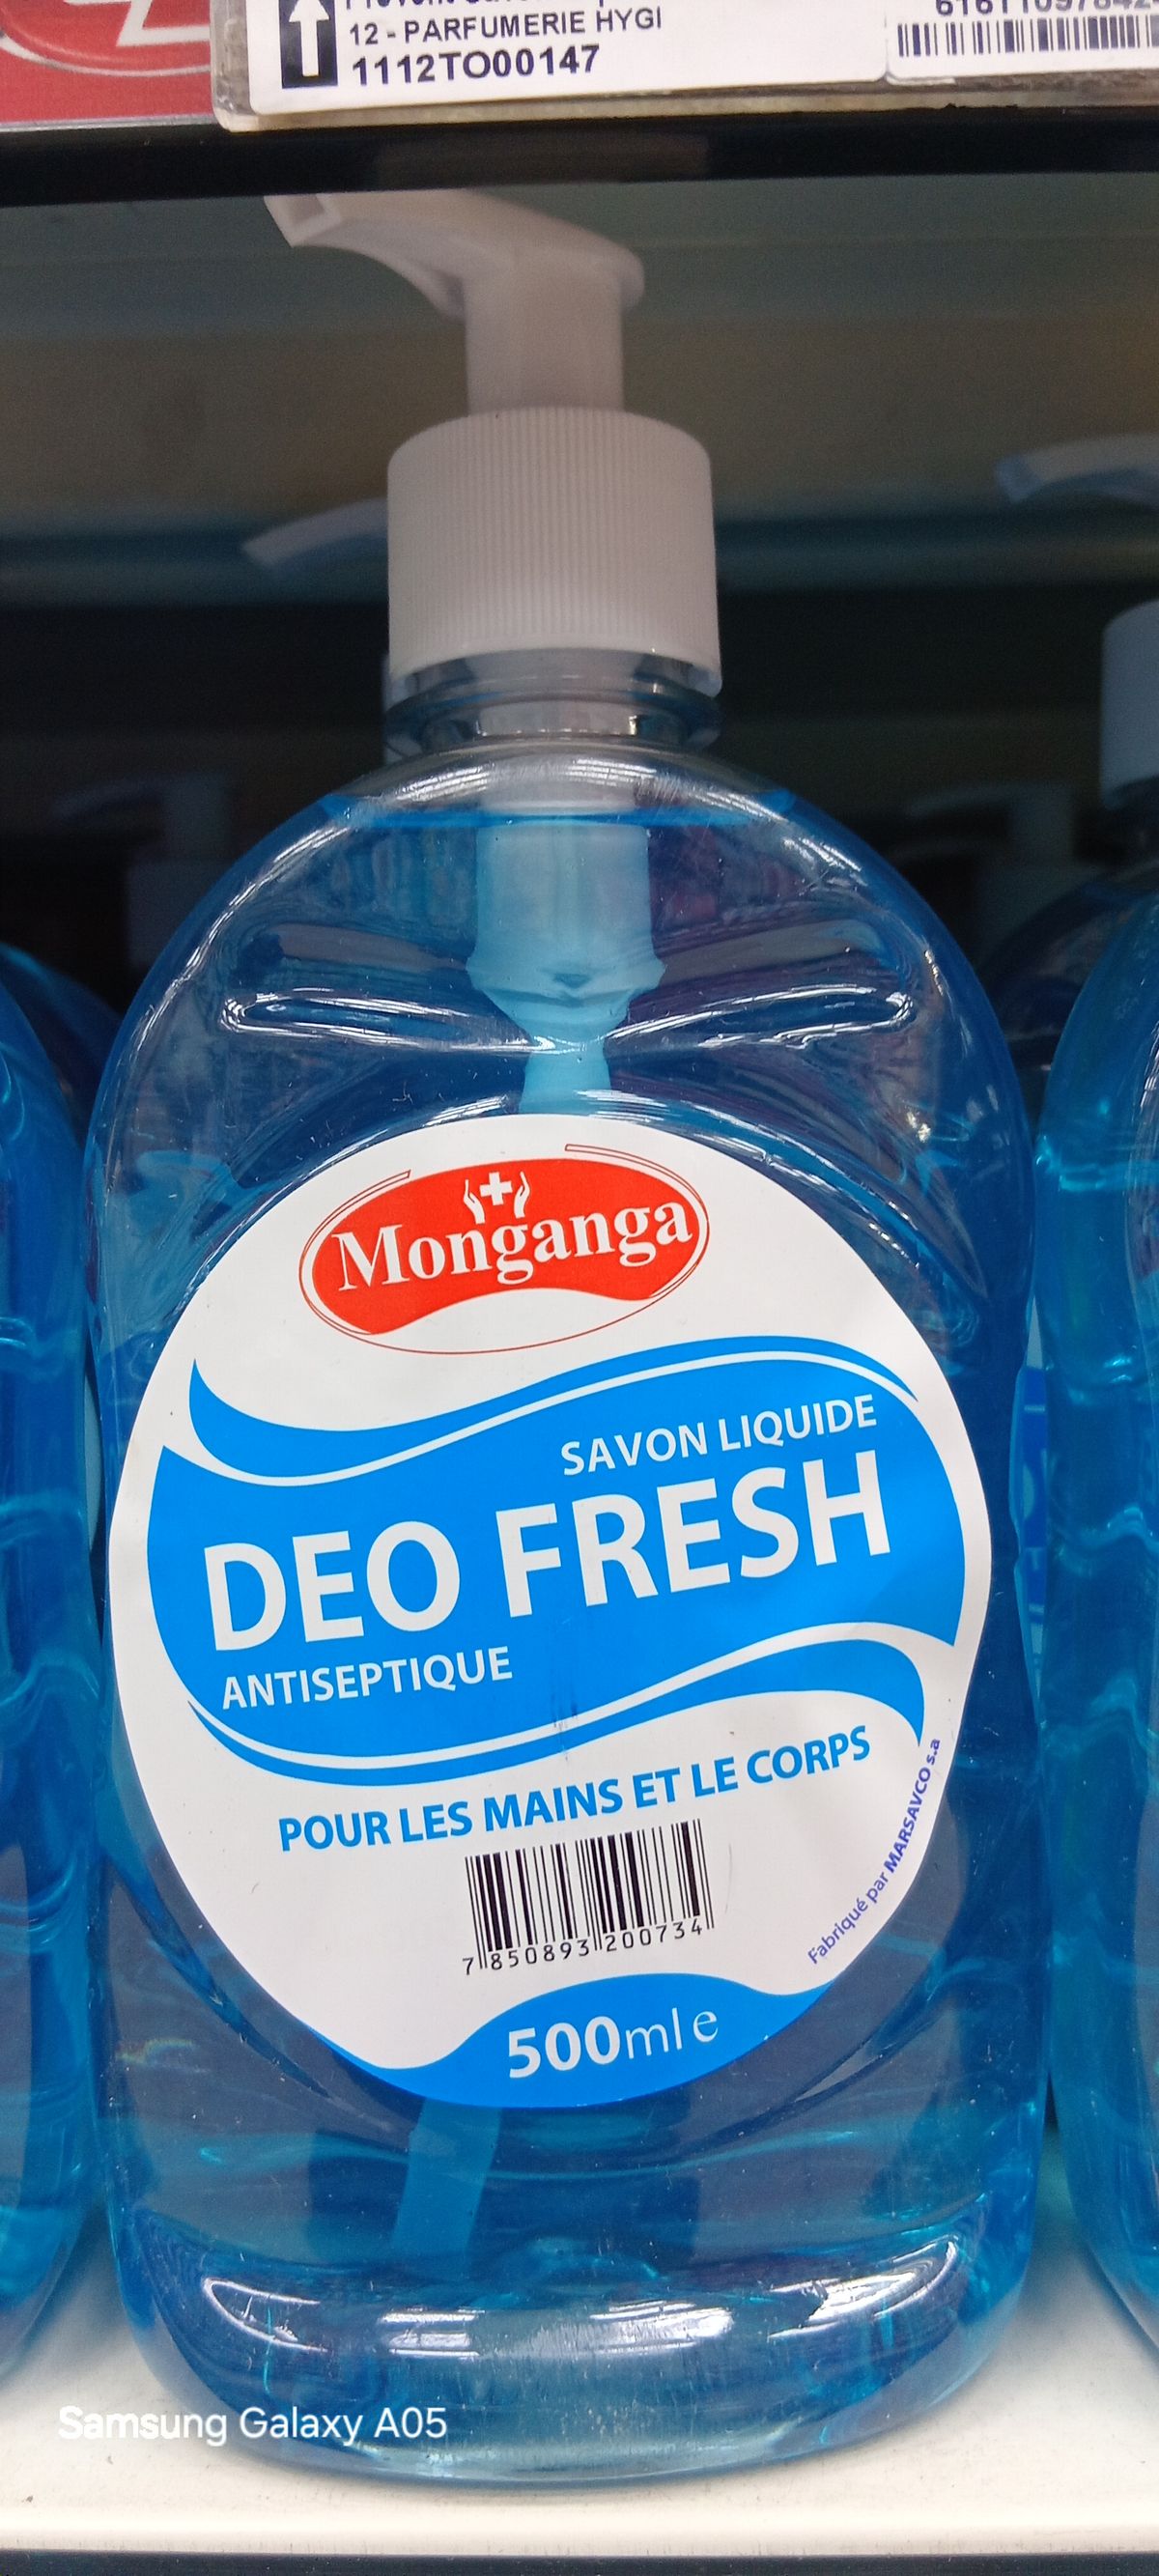 12 - PARFUMERIE HYGI
1112TO00147
Monganga
SAVON LIQUIDE
DEO FRESH
ANTISEPTIQUE
POUR LES MAINS ET LE CORPS
7 850893 200734
Fabriqué par MARSAVCO s.a
500ml e
Samsung Galaxy A05